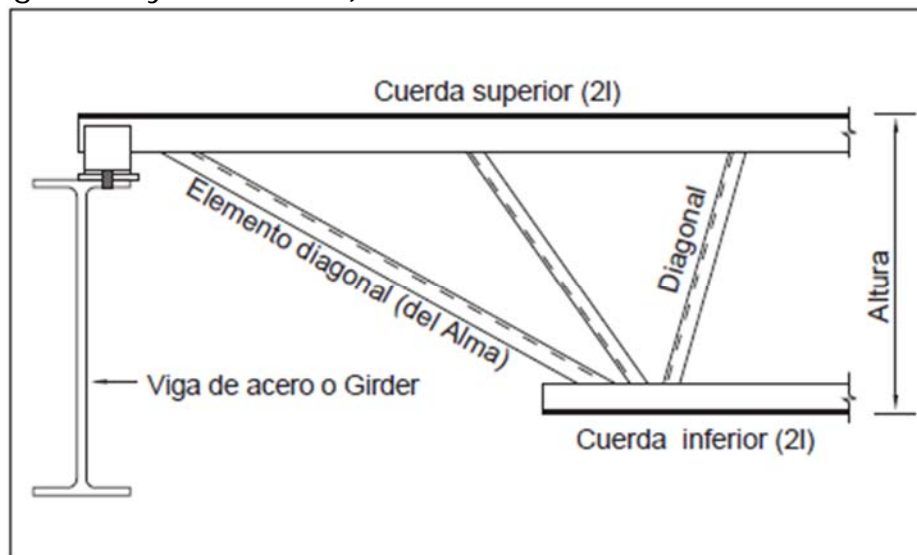 Cuerda superior (2l)
Elemento diagonal (del Alma)
Diagonal
Altura
Viga de acero o Girder
Cuerda inferior (2l)